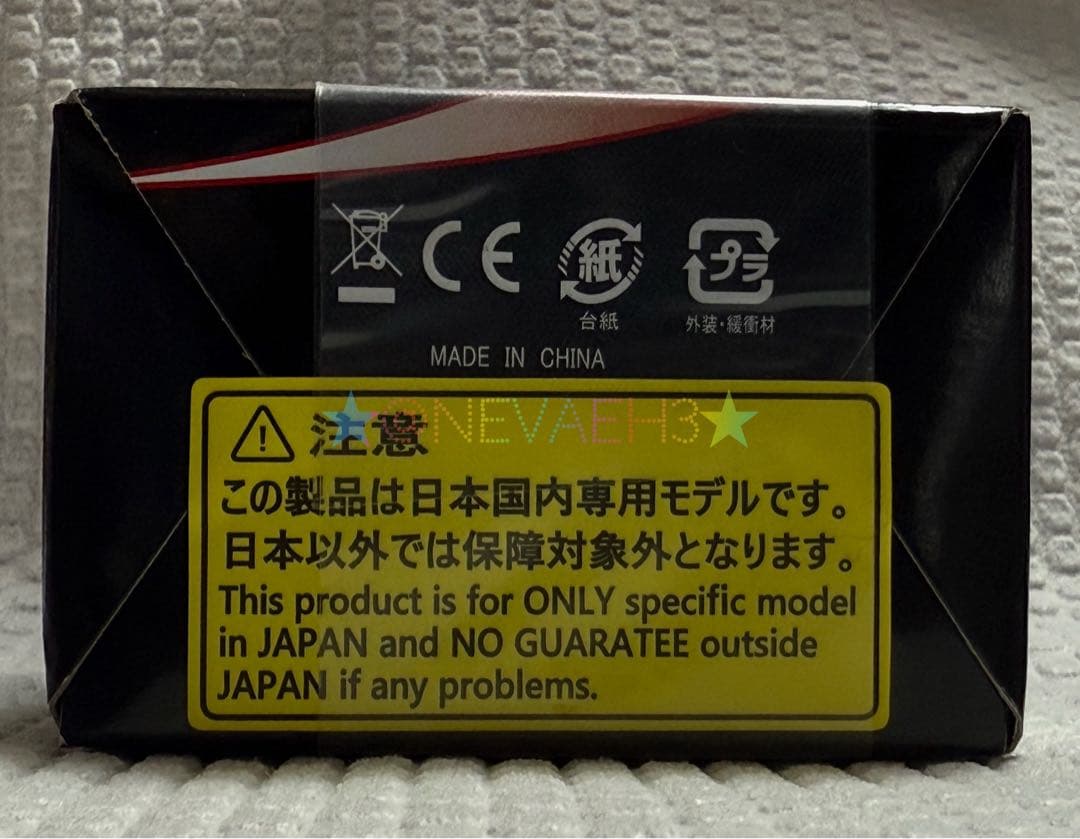 CE
紙
プラ
台紙
外装・緩衝材
MADE IN CHINA
注意
★@NEVAEH3★
この製品は日本国内専用モデルです。
日本以外では保障対象外となります。
This product is for ONLY specific model
in JAPAN and NO GUARATEE outside
JAPAN if any problems.